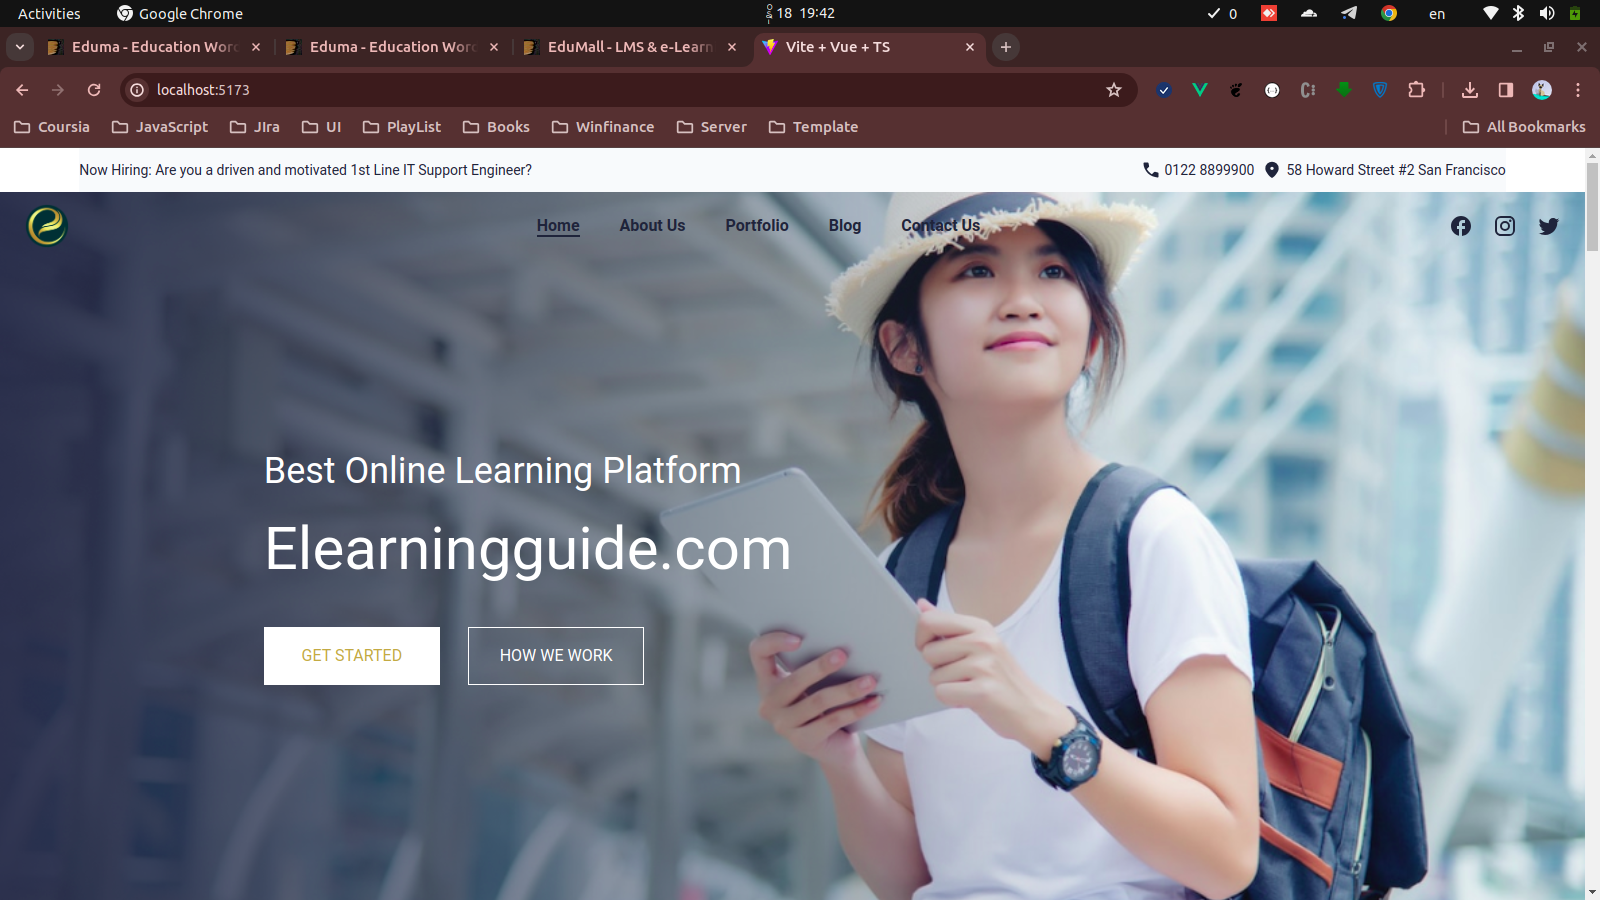 Activities Google Chrome 18 19:42 0 en
Eduma - Education Word Eduma - Education Word EduMall - LMS & e-Learn Vite + Vue + TS
localhost:5173
Coursia JavaScript JIra UI PlayList Books Winfinance Server Template All Bookmarks
Now Hiring: Are you a driven and motivated 1st Line IT Support Engineer? 0122 8899900 58 Howard Street #2 San Francisco
Home About Us Portfolio Blog Contact Us
Best Online Learning Platform
Elearningguide.com
GET STARTED HOW WE WORK